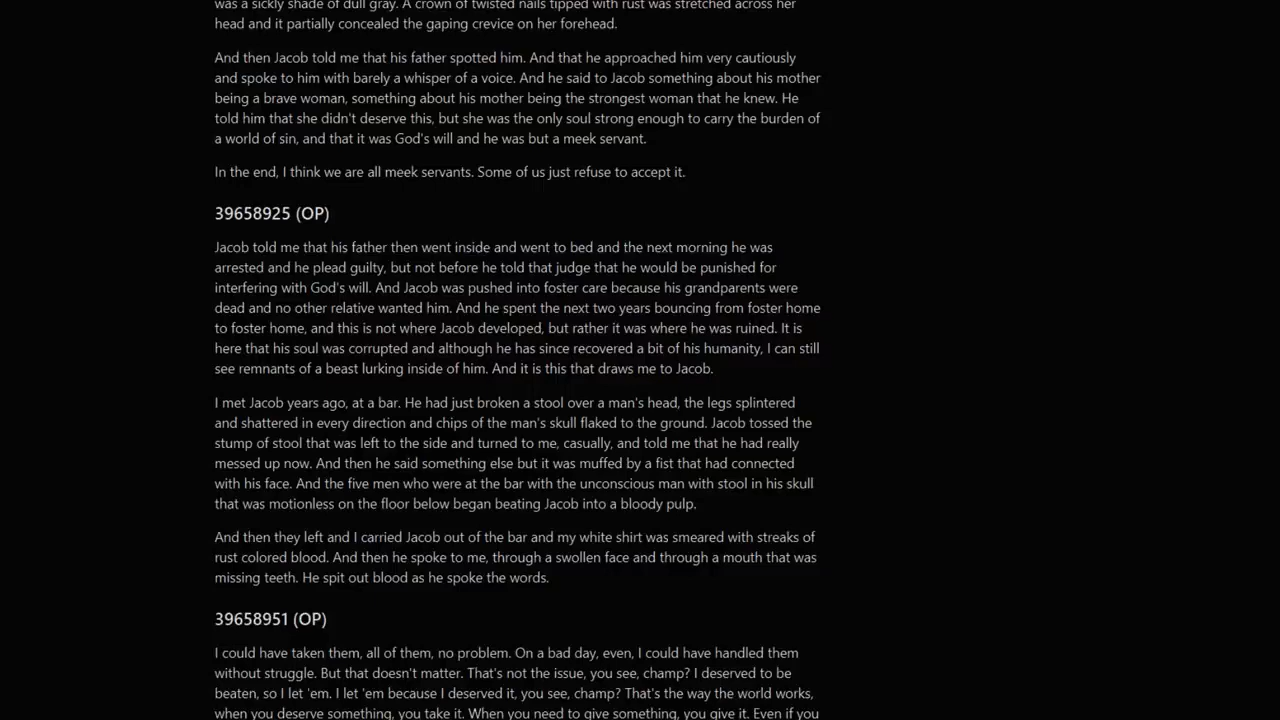 was a sickly shade of dull gray. A crown of twisted nails tipped with rust was stretched across her
head and it partially concealed the gaping crevice on her forehead.
And then Jacob told me that his father spotted him. And that he approached him very cautiously
and spoke to him with barely a whisper of a voice. And he said to Jacob something about his mother
being a brave woman, something about his mother being the strongest woman that he knew. He
told him that she didn't deserve this, but she was the only soul strong enough to carry the burden of
a world of sin, and that it was God's will and he was but a meek servant.
In the end, I think we are all meek servants. Some of us just refuse to accept it.
39658925 (OP)
Jacob told me that his father then went inside and went to bed and the next morning he was
arrested and he plead guilty, but not before he told that judge that he would be punished for
interfering with God's will. And Jacob was pushed into foster care because his grandparents were
dead and no other relative wanted him. And he spent the next two years bouncing from foster home
to foster home, and this is not where Jacob developed, but rather it was where he was ruined. It is
here that his soul was corrupted and although he has since recovered a bit of his humanity, I can still
see remnants of a beast lurking inside of him. And it is this that draws me to Jacob.
I met Jacob years ago, at a bar. He had just broken a stool over a man's head, the legs splintered
and shattered in every direction and chips of the man's skull flaked to the ground. Jacob tossed the
stump of stool that was left to the side and turned to me, casually, and told me that he had really
messed up now. And then he said something else but it was muffed by a fist that had connected
with his face. And the five men who were at the bar with the unconscious man with stool in his skull
that was motionless on the floor below began beating Jacob into a bloody pulp.
And then they left and I carried Jacob out of the bar and my white shirt was smeared with streaks of
rust colored blood. And then he spoke to me, through a swollen face and through a mouth that was
missing teeth. He spit out blood as he spoke the words.
39658951 (OP)
I could have taken them, all of them, no problem. On a bad day, even, I could have handled them
without struggle. But that doesn't matter. That's not the issue, you see, champ? I deserved to be
beaten, so I let 'em. I let 'em because I deserved it, you see, champ? That's the way the world works,
when you deserve something, you take it. When you need to give something, you give it. Even if you